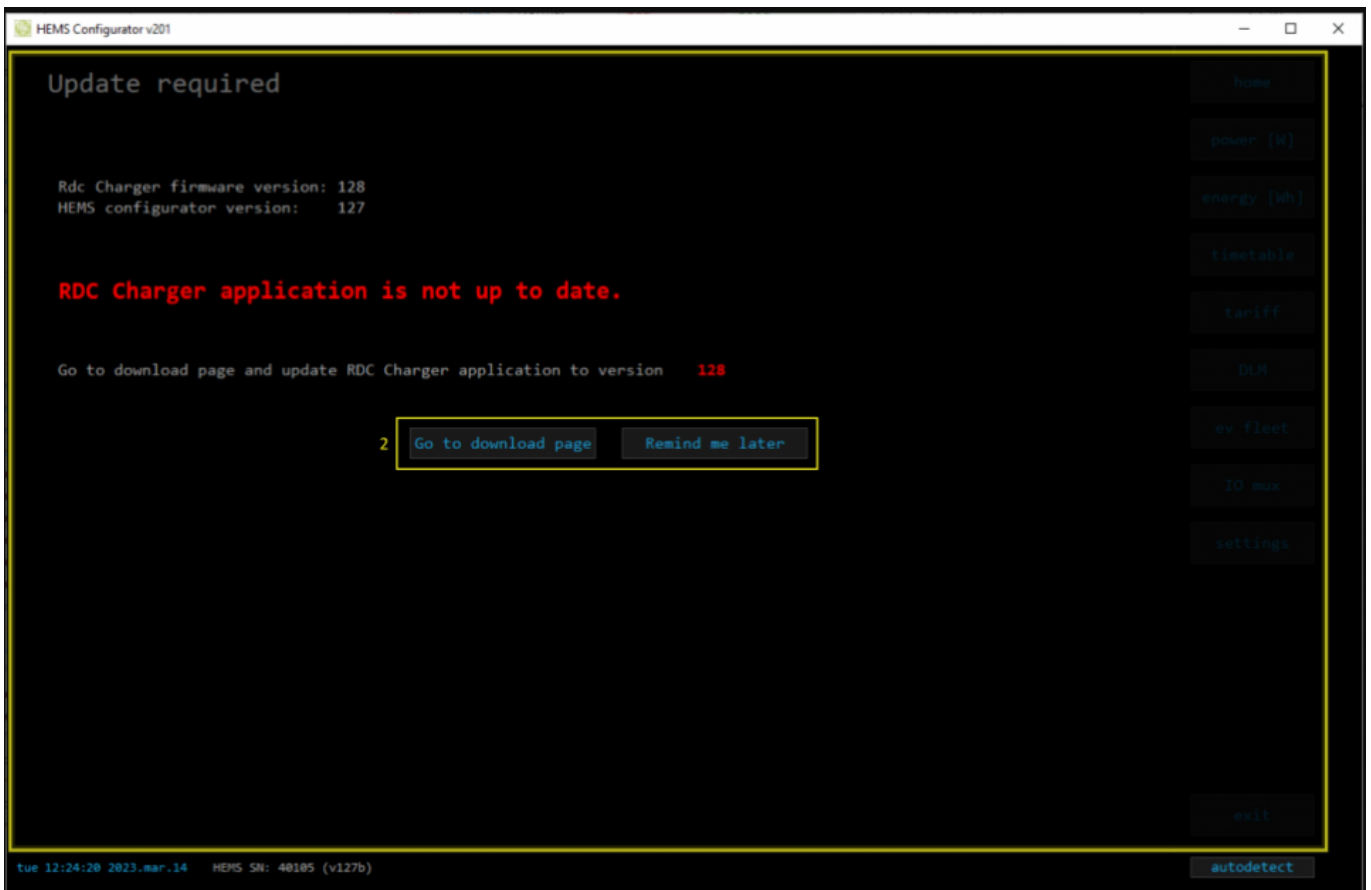 HEMS Configurator v201
Update required
home
power [W]
Rdc Charger firmware version: 128
HEMS configurator version: 127
energy [Wh]
timetable
RDC Charger application is not up to date.
tariff
Go to download page and update RDC Charger application to version 128
DLM
ev fleet
2 Go to download page Remind me later
IO mux
settings
exit
tue 12:24:20 2023.mar.14 HEMS SN: 40105 (v127b)
autodetect